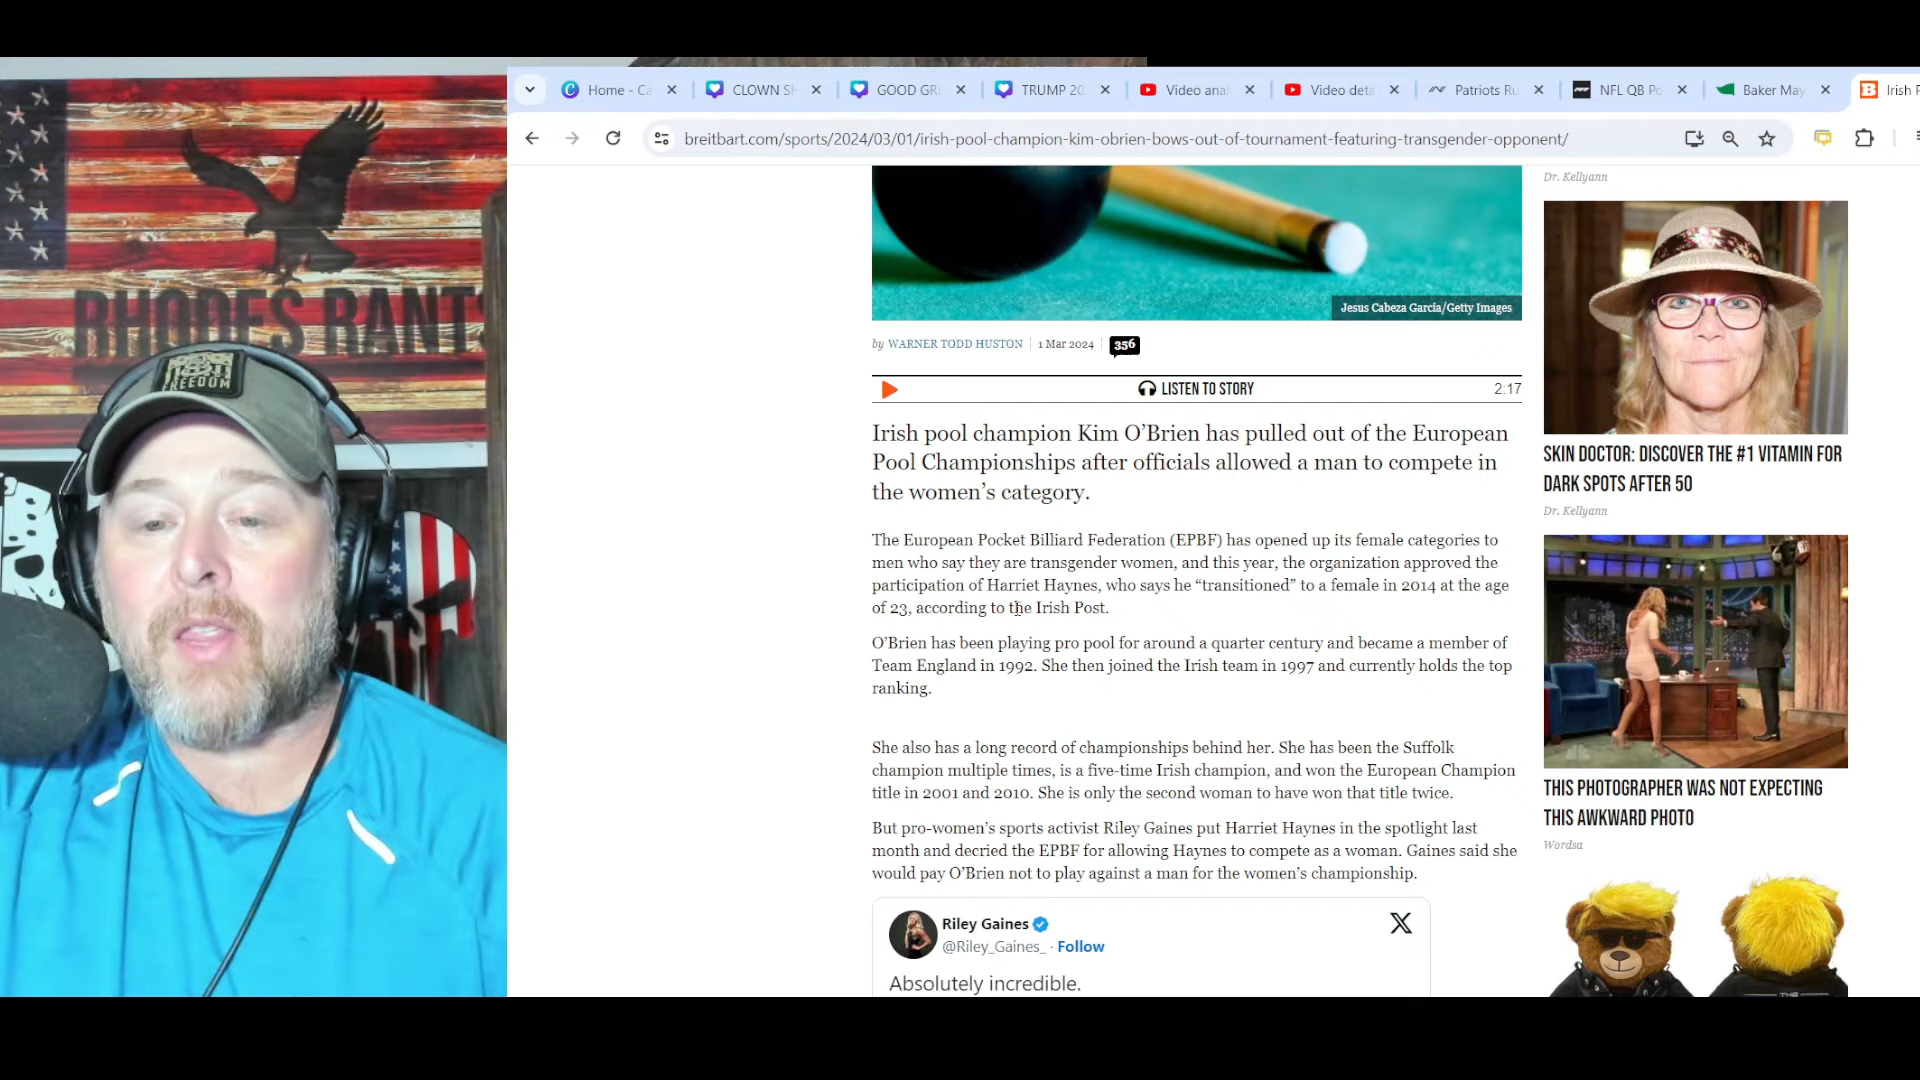 RHODES RANTS
FREEDOM
Home - Ca
CLOWN SH
GOOD GRE
TRUMP 20
Video anal
Video deta
Patriots Ru
NFL QB Po
Baker May
Irish P
breitbart.com/sports/2024/03/01/irish-pool-champion-kim-obrien-bows-out-of-tournament-featuring-transgender-opponent/
Jesus Cabeza Garcia/Getty Images
by WARNER TODD HUSTON 1 Mar 2024 356
LISTEN TO STORY 2:17
Irish pool champion Kim O’Brien has pulled out of the European
Pool Championships after officials allowed a man to compete in
the women’s category.
The European Pocket Billiard Federation (EPBF) has opened up its female categories to
men who say they are transgender women, and this year, the organization approved the
participation of Harriet Haynes, who says he “transitioned” to a female in 2014 at the age
of 23, according to the Irish Post.
O’Brien has been playing pro pool for around a quarter century and became a member of
Team England in 1992. She then joined the Irish team in 1997 and currently holds the top
ranking.
She also has a long record of championships behind her. She has been the Suffolk
champion multiple times, is a five-time Irish champion, and won the European Champion
title in 2001 and 2010. She is only the second woman to have won that title twice.
But pro-women’s sports activist Riley Gaines put Harriet Haynes in the spotlight last
month and decried the EPBF for allowing Haynes to compete as a woman. Gaines said she
would pay O’Brien not to play against a man for the women’s championship.
Riley Gaines
@Riley_Gaines_ · Follow
Absolutely incredible.
Dr. Kellyann
SKIN DOCTOR: DISCOVER THE #1 VITAMIN FOR
DARK SPOTS AFTER 50
Dr. Kellyann
THIS PHOTOGRAPHER WAS NOT EXPECTING
THIS AWKWARD PHOTO
Wordsa